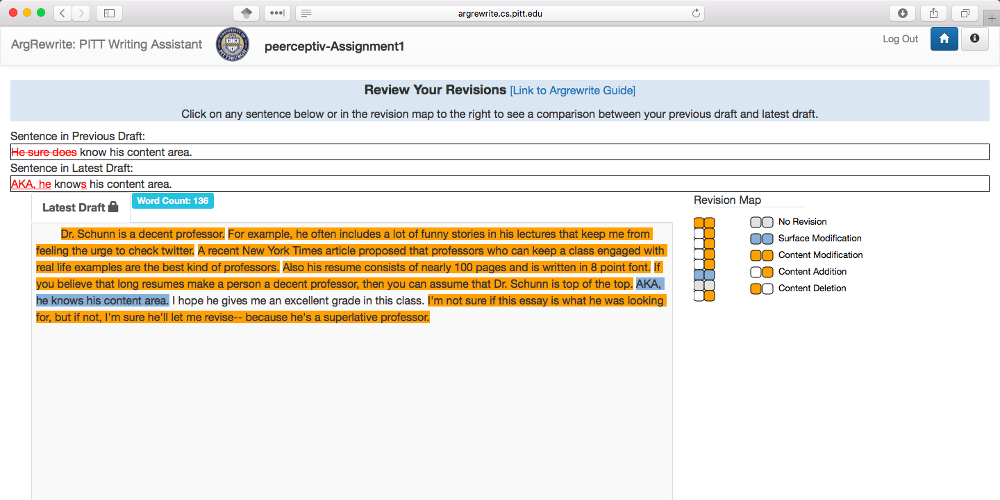 argrewrite.cs.pitt.edu
ArgRewrite: PITT Writing Assistant
peerceptiv-Assignment1
Log Out
Review Your Revisions [Link to Argrewrite Guide]
Click on any sentence below or in the revision map to the right to see a comparison between your previous draft and latest draft.
Sentence in Previous Draft:
He sure does know his content area.
Sentence in Latest Draft:
AKA, he knows his content area.
Latest Draft
Word Count: 136
Dr. Schunn is a decent professor. For example, he often includes a lot of funny stories in his lectures that keep me from
feeling the urge to check twitter. A recent New York Times article proposed that professors who can keep a class engaged with
real life examples are the best kind of professors. Also his resume consists of nearly 100 pages and is written in 8 point font. If
you believe that long resumes make a person a decent professor, then you can assume that Dr. Schunn is top of the top. AKA,
he knows his content area. I hope he gives me an excellent grade in this class. I'm not sure if this essay is what he was looking
for, but if not, I'm sure he'll let me revise-- because he's a superlative professor.
Revision Map
No Revision
Surface Modification
Content Modification
Content Addition
Content Deletion